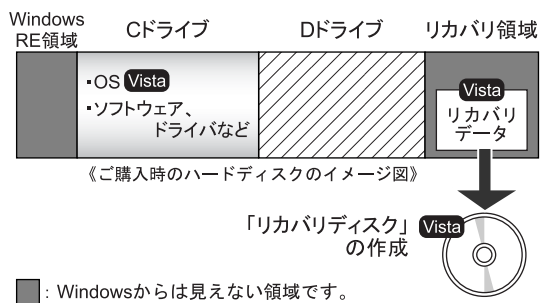 Windows
RE領域
Cドライブ
Dドライブ
リカバリ領域
・OS Vista
・ソフトウェア、
ドライバなど
Vista
リカバリ
データ
《ご購入時のハードディスクのイメージ図》
「リカバリディスク」 Vista
の作成
：Windowsからは見えない領域です。